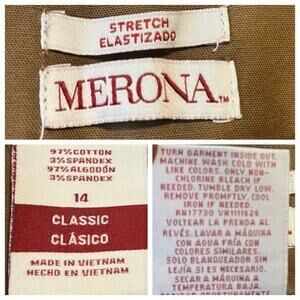 STRETCH
ELASTIZADO
MERONA™
97% COTTON
3% SPANDEX
97% ALGODÓN
3% SPANDEX
14
CLASSIC
CLÁSICO
MADE IN VIETNAM
HECHO EN VIETNAM
TURN GARMENT INSIDE OUT.
MACHINE WASH COLD WITH
LIKE COLORS. ONLY NON-
CHLORINE BLEACH IF
NEEDED. TUMBLE DRY LOW.
REMOVE PROMPTLY. COOL
IRON IF NEEDED.
RN17730 VN111626
VOLTEAR LA PRENDA AL
REVÉS. LAVAR A MÁQUINA
CON AGUA FRÍA CON
COLORES SIMILARES.
SOLO BLANQUEADOR SIN
LEJÍA SI ES NECESARIO.
SECAR A MÁQUINA A
TEMPERATURA BAJA